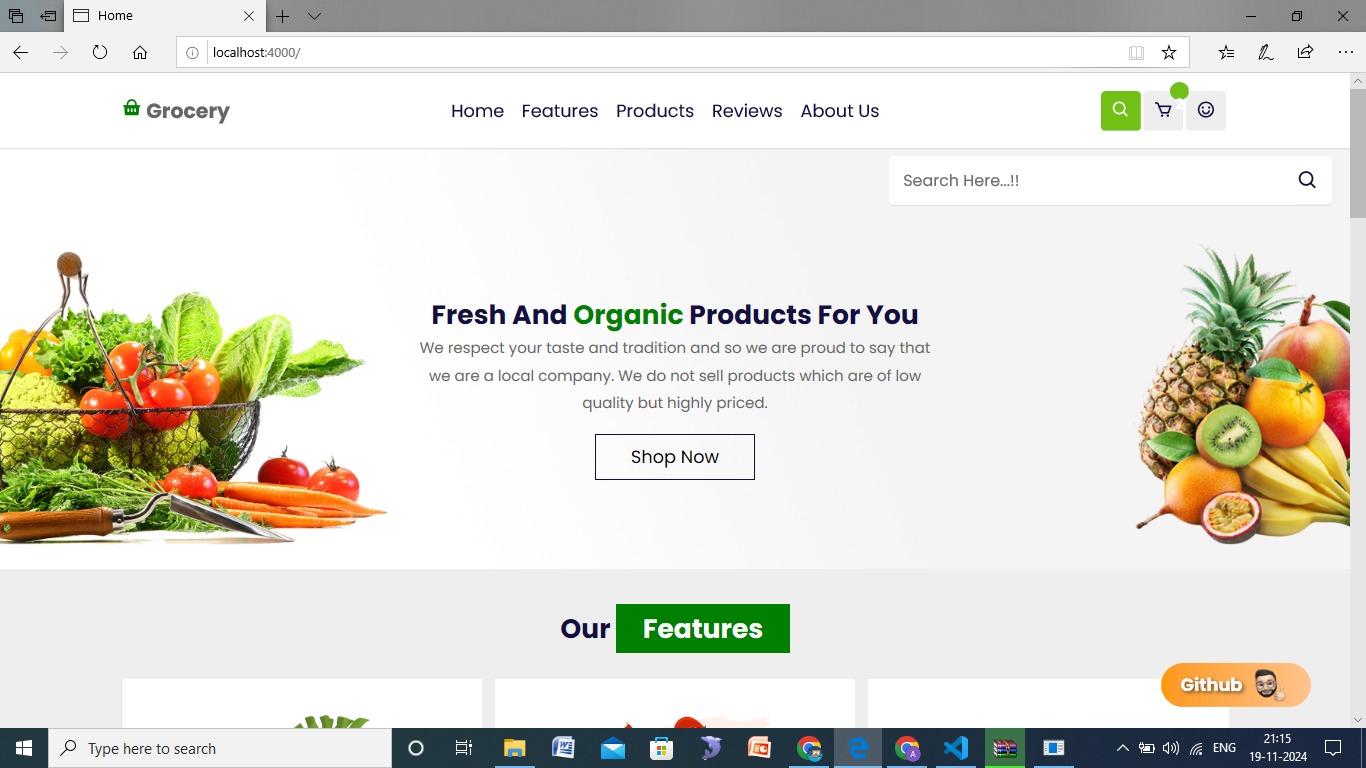 Home
localhost:4000/
Grocery
Home Features Products Reviews About Us
Search Here...!!
Fresh And Organic Products For You
We respect your taste and tradition and so we are proud to say that
we are a local company. We do not sell products which are of low
quality but highly priced.
Shop Now
Our Features
Github
Type here to search
ENG
21:15
19-11-2024